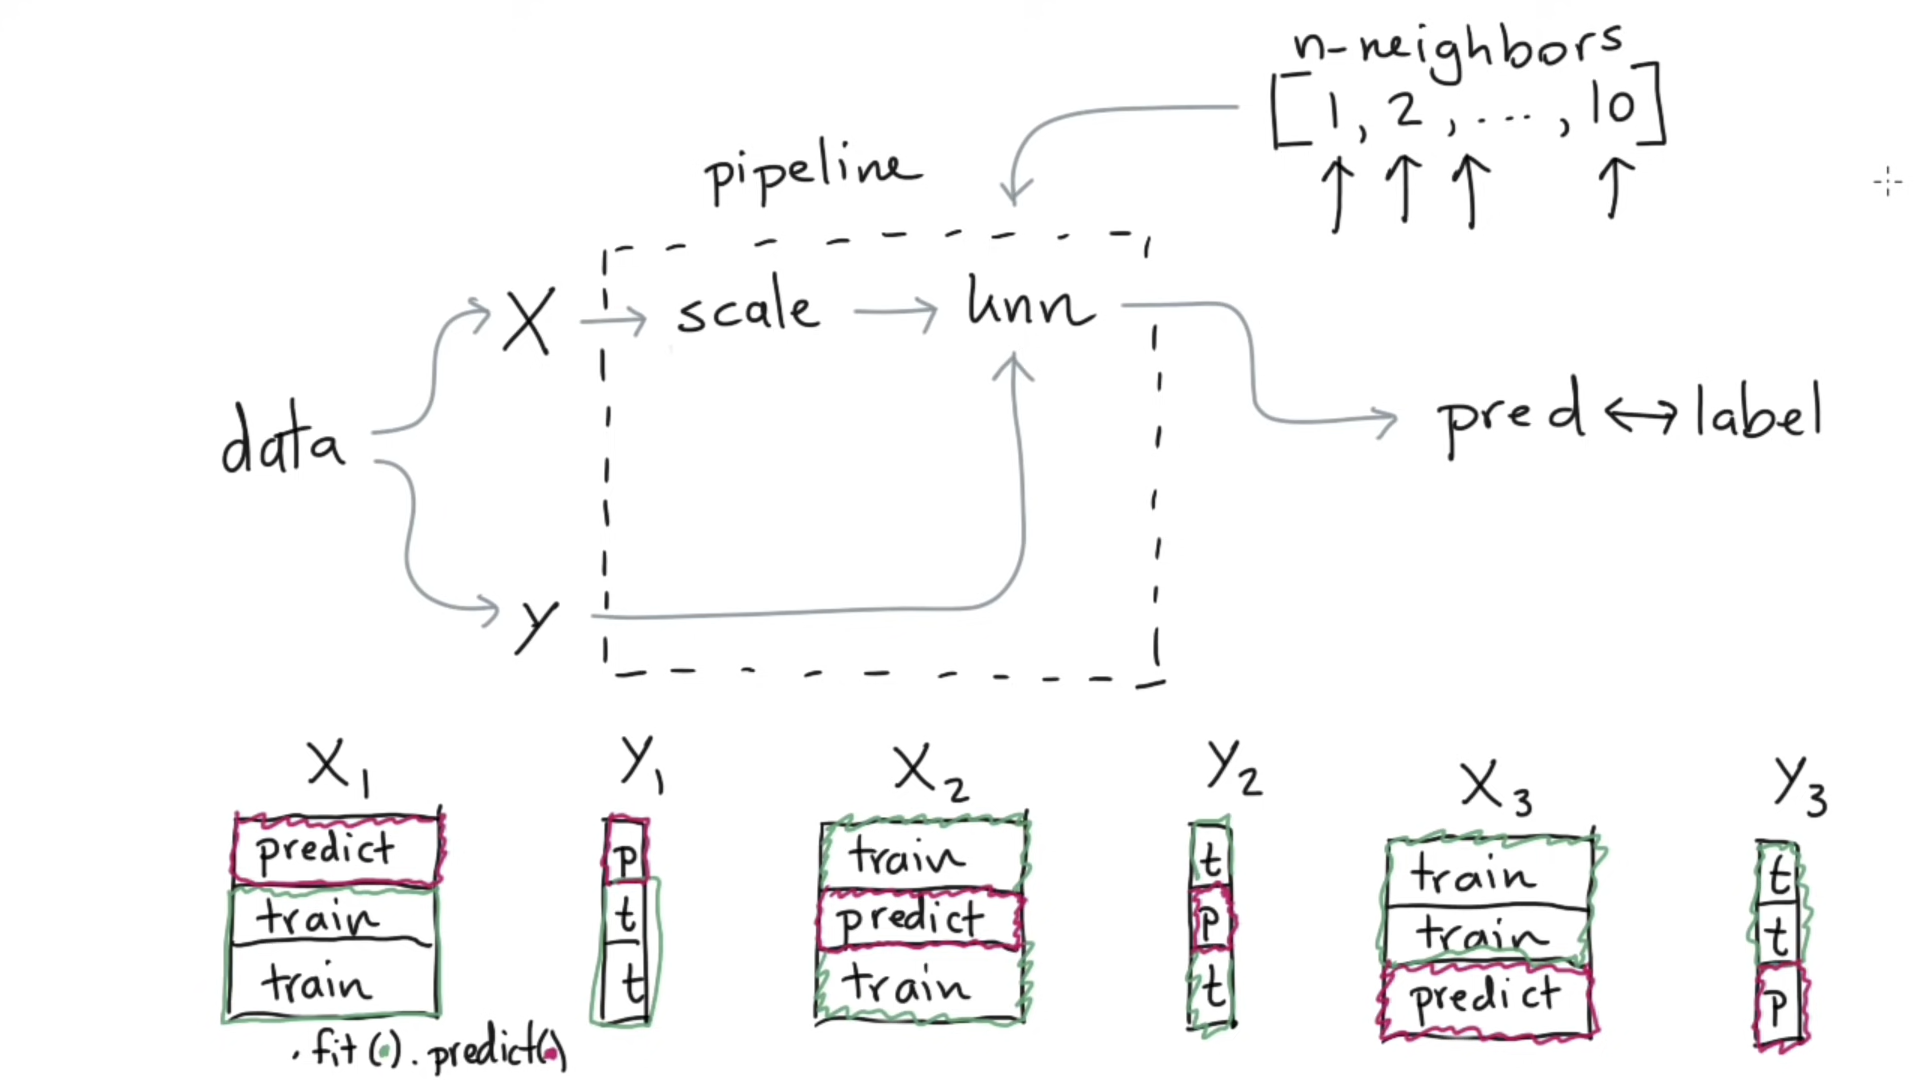 n-neighbors
[1, 2, ..., 10]
pipeline
X scale knn
data
pred ↔ label
y
X1 Y1 X2 Y2 X3 Y3
predict p train t train t
train t predict p train t
train t train t predict p
.fit(•).predict(•)